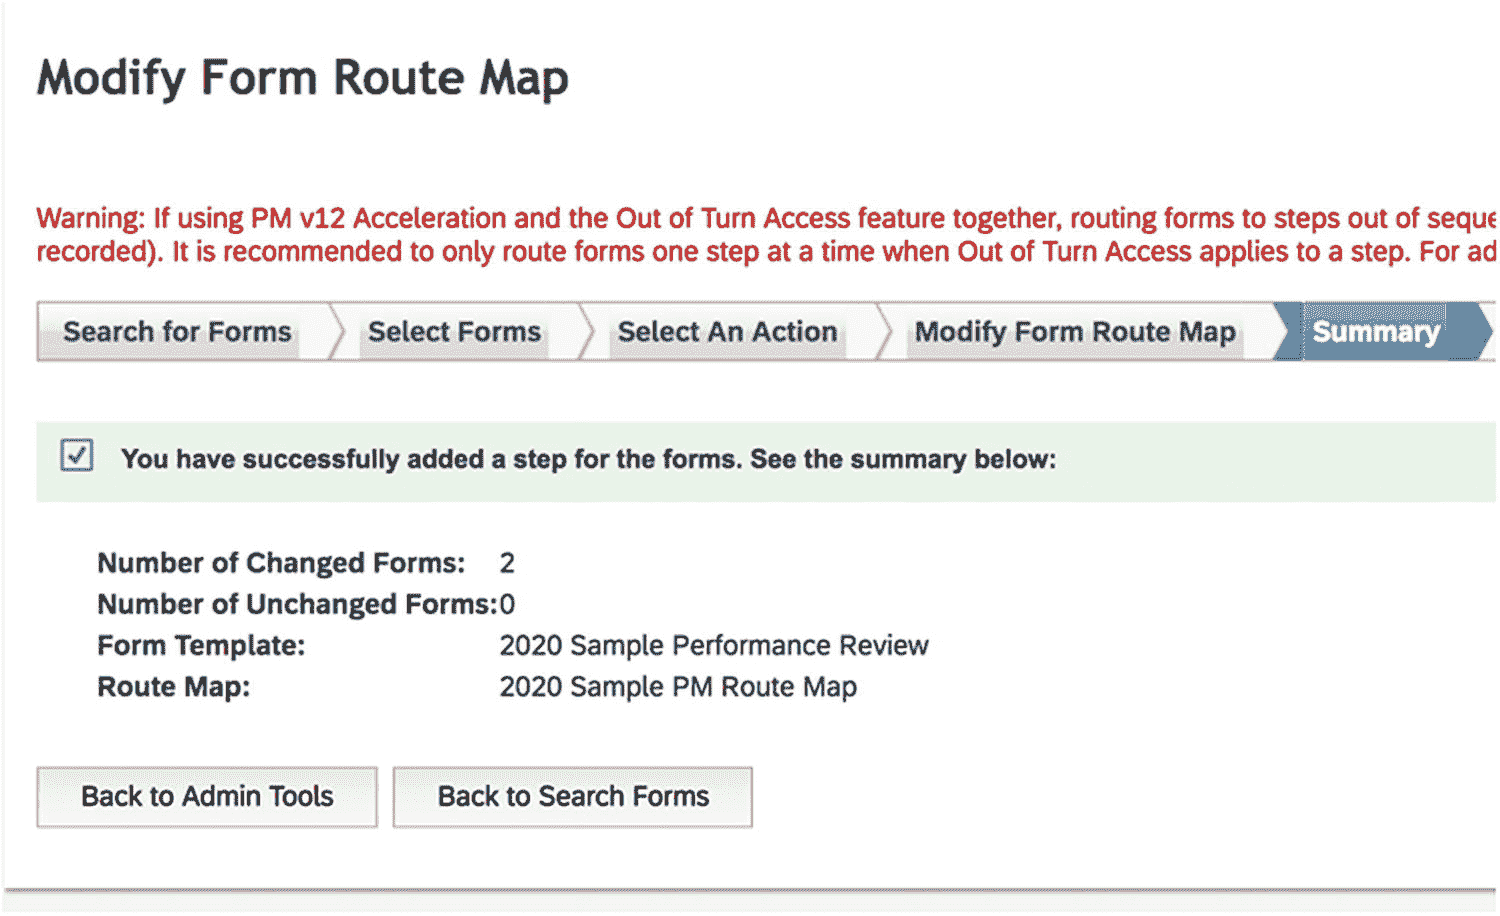 Modify Form Route Map
Warning: If using PM v12 Acceleration and the Out of Turn Access feature together, routing forms to steps out of
recorded). It is recommended to only route forms one step at a time when Out of Turn Access applies to a step. For
Search for Forms Select Forms Select An Action Modify Form Route Map Summary
You have successfully added a step for the forms. See the summary below:
Number of Changed Forms: 2
Number of Unchanged Forms:0
Form Template: 2020 Sample Performance Review
Route Map: 2020 Sample PM Route Map
Back to Admin Tools Back to Search Forms